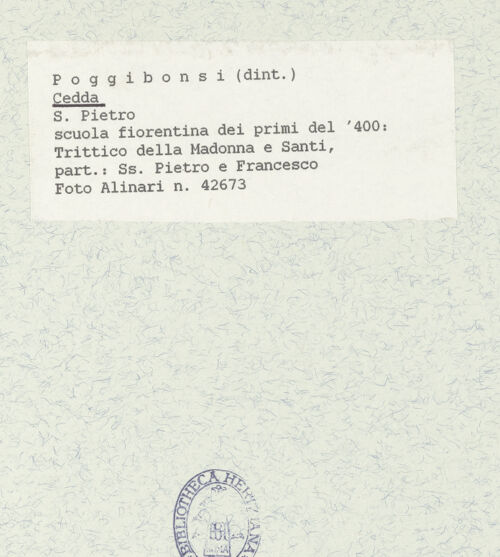 P o g g i b o n s i (dint.)
Cedda
S. Pietro
scuola fiorentina dei primi del '400:
Trittico della Madonna e Santi,
part.: Ss. Pietro e Francesco
Foto Alinari n. 42673
BIBLIOTHECA HERTZIANA